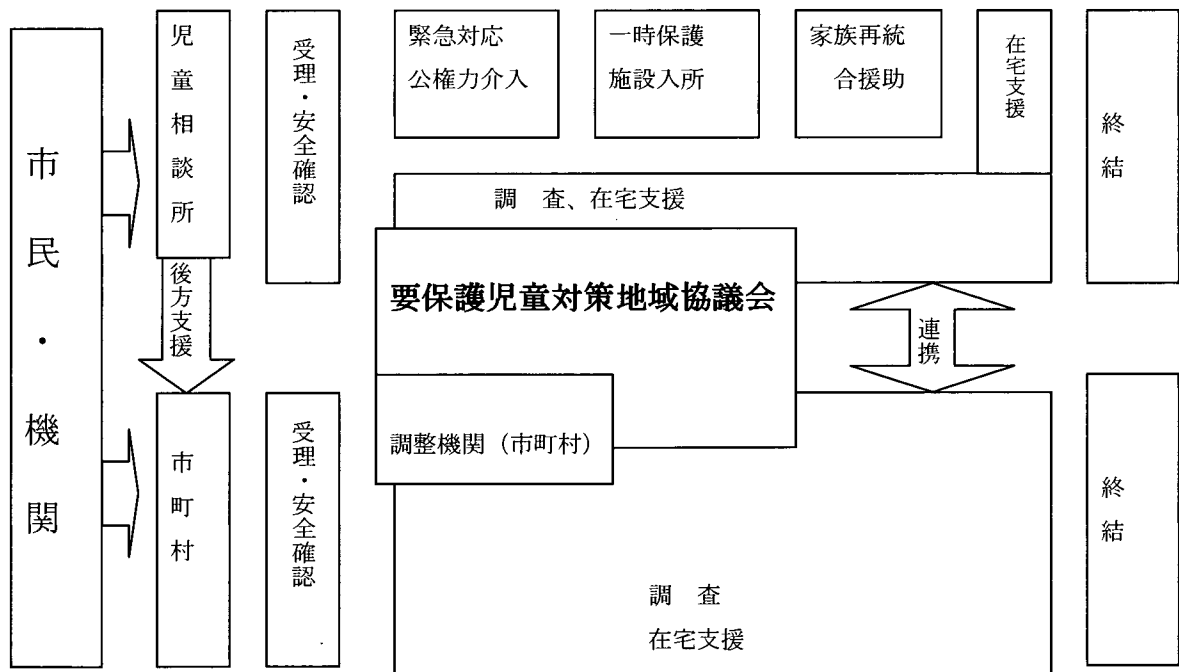 市民・機関
児童相談所
受理・安全確認
緊急対応
公権力介入
一時保護
施設入所
家族再統
合援助
在宅支援
終結
調　査、在宅支援
後方支援
要保護児童対策地域協議会
連携
調整機関（市町村）
市町村
受理・安全確認
調　査
在宅支援
終結